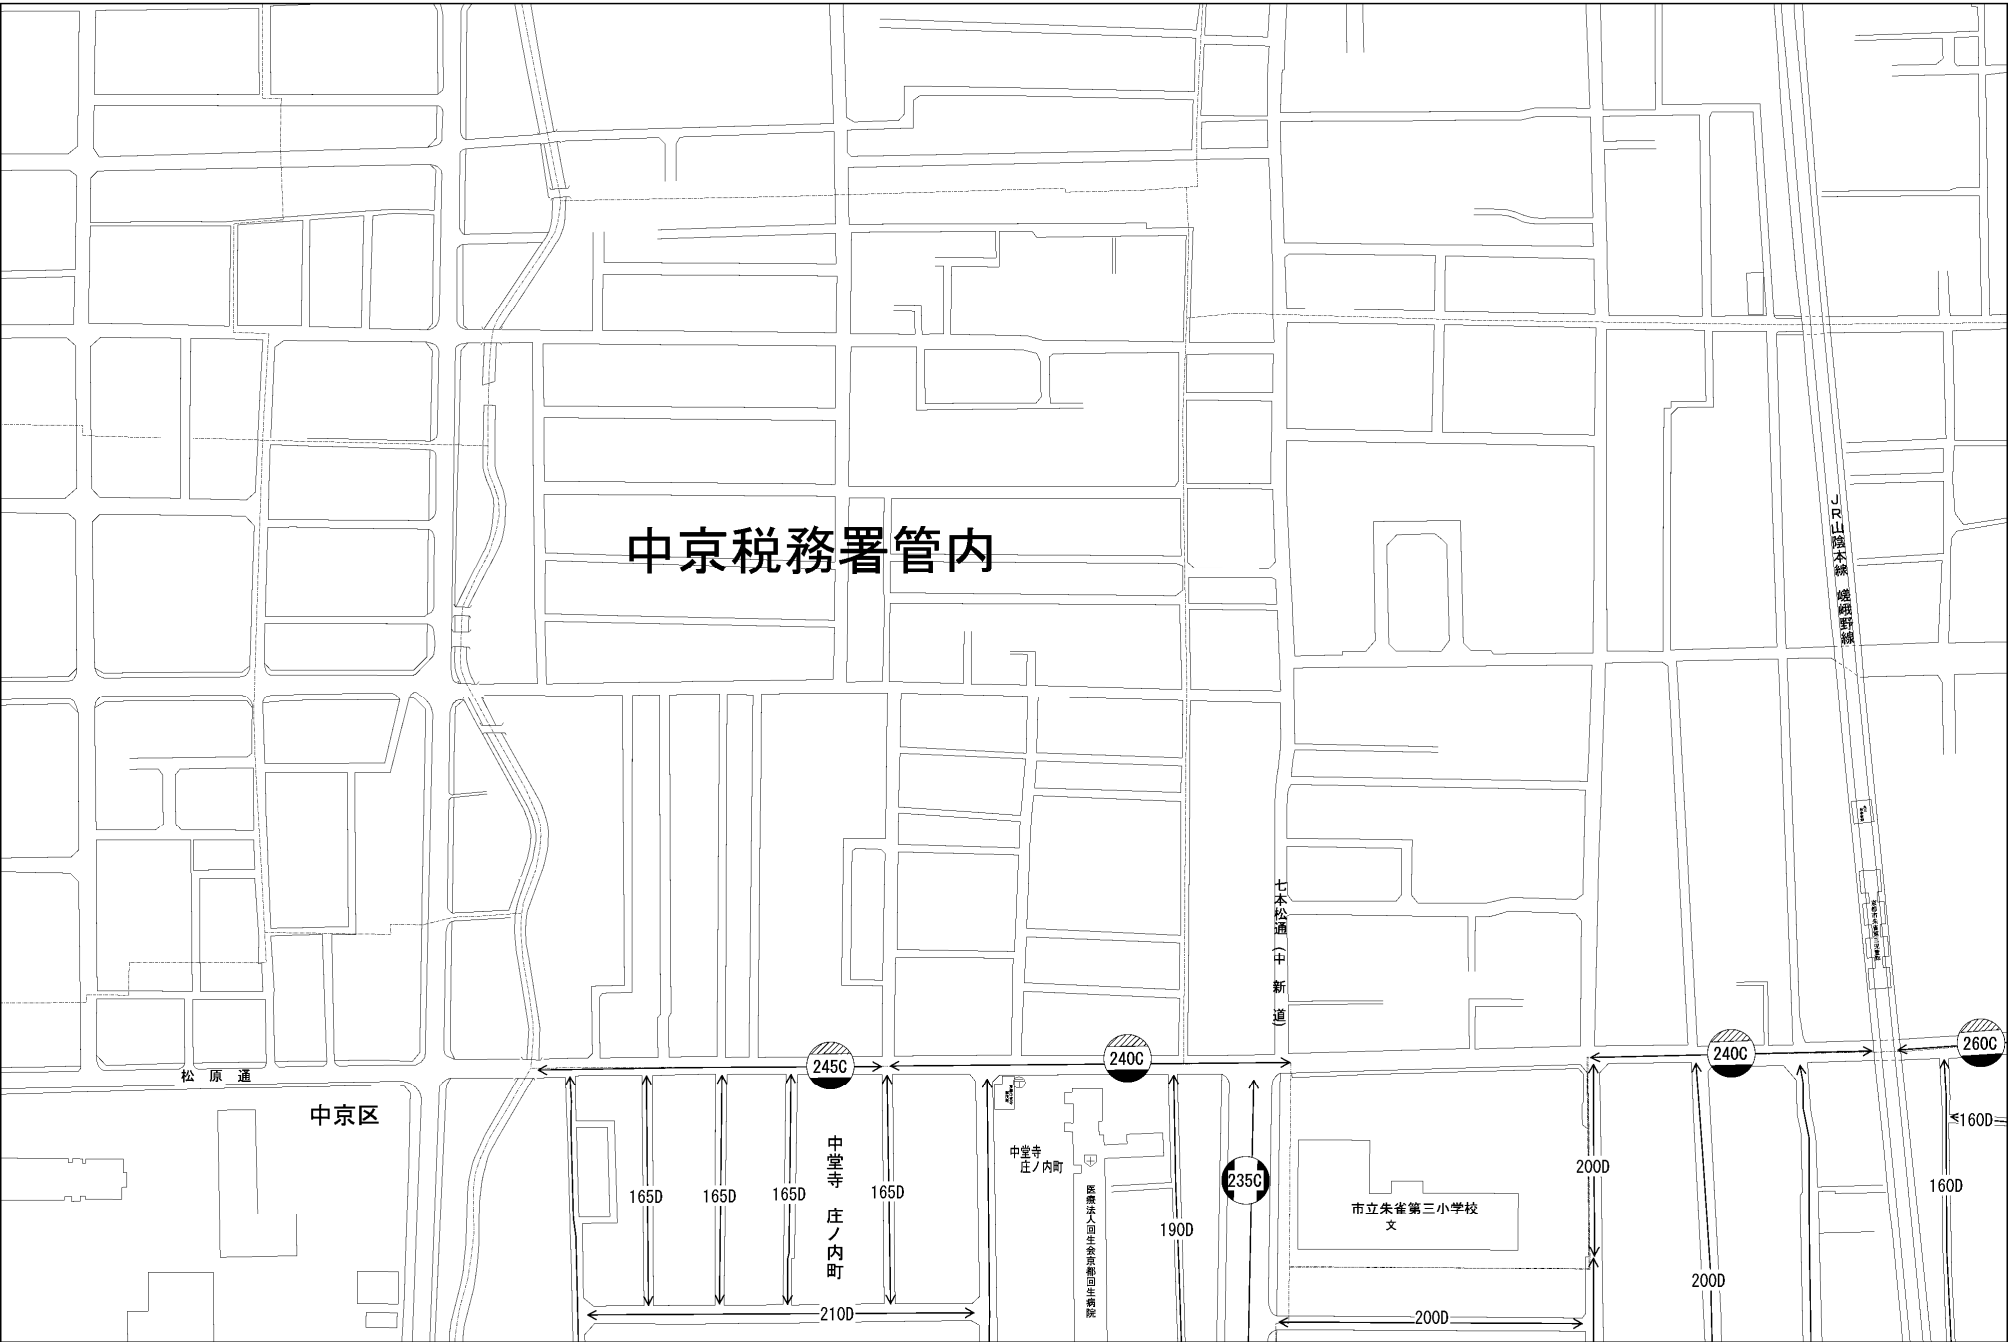 中京税務署管内
JR山陰本線 嵯峨野線
七本松通(中新道)
245C
240C
240C
260C
松原通
中京区
160D
中堂寺 庄ノ内町
中堂寺
庄ノ内町
165D
165D
165D
165D
200D
235C
160D
医療法人回生会京都回生病院
190D
市立朱雀第三小学校
文
200D
210D
200D